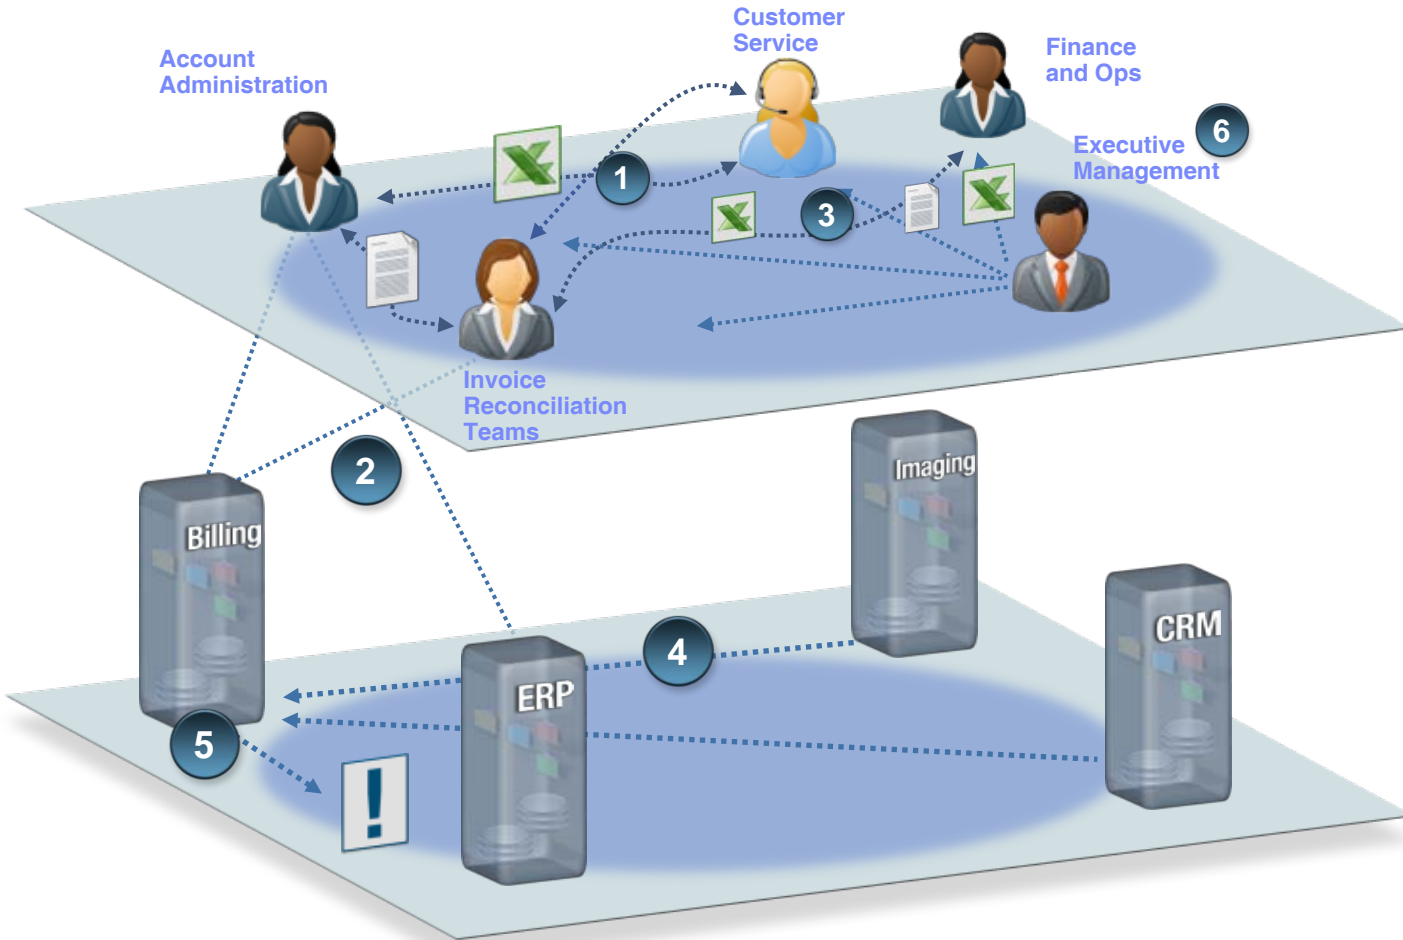 Customer
Service
Finance
and Ops
Account
Administration
6
Executive
Management
1
3
Invoice
Reconciliation
Teams
2
Imaging
Billing
CRM
4
ERP
5
!